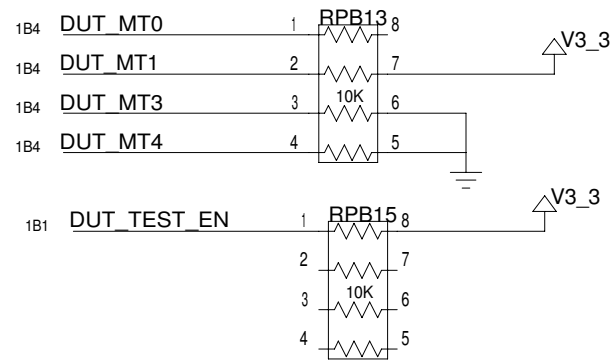 RPB13
1B4 DUT_MT0 1 8
V3_3
1B4 DUT_MT1 2 7
10K
1B4 DUT_MT3 3 6
1B4 DUT_MT4 4 5
V3_3
RPB15
1B1 DUT_TEST_EN 1 8
2 7
10K
3 6
4 5